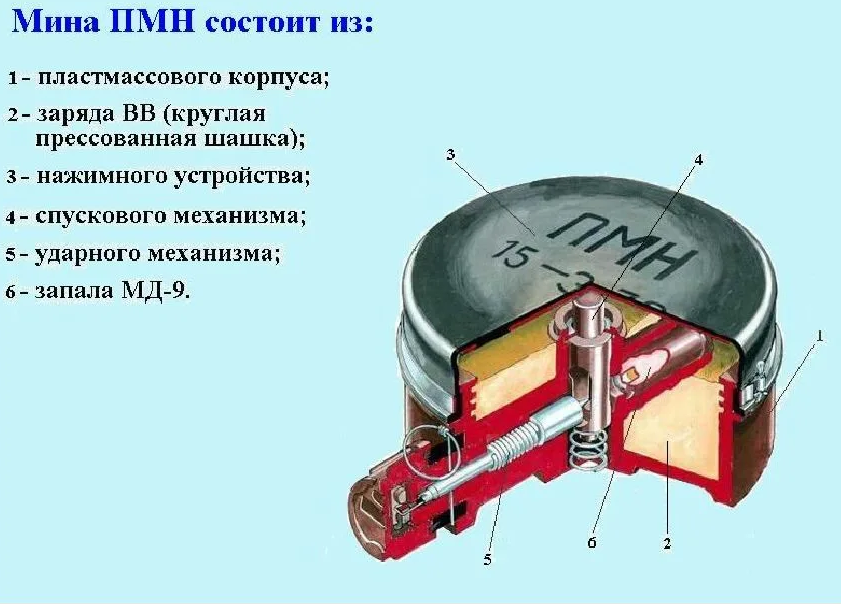 Мина ПМН состоит из:
1 - пластмассового корпуса;
2 - заряда ВВ (круглая
прессованная шашка);
3 - нажимного устройства;
4 - спускового механизма;
5 - ударного механизма;
6 - запала МД-9.
3
4
ПМН
15-3-
1
5
6
2